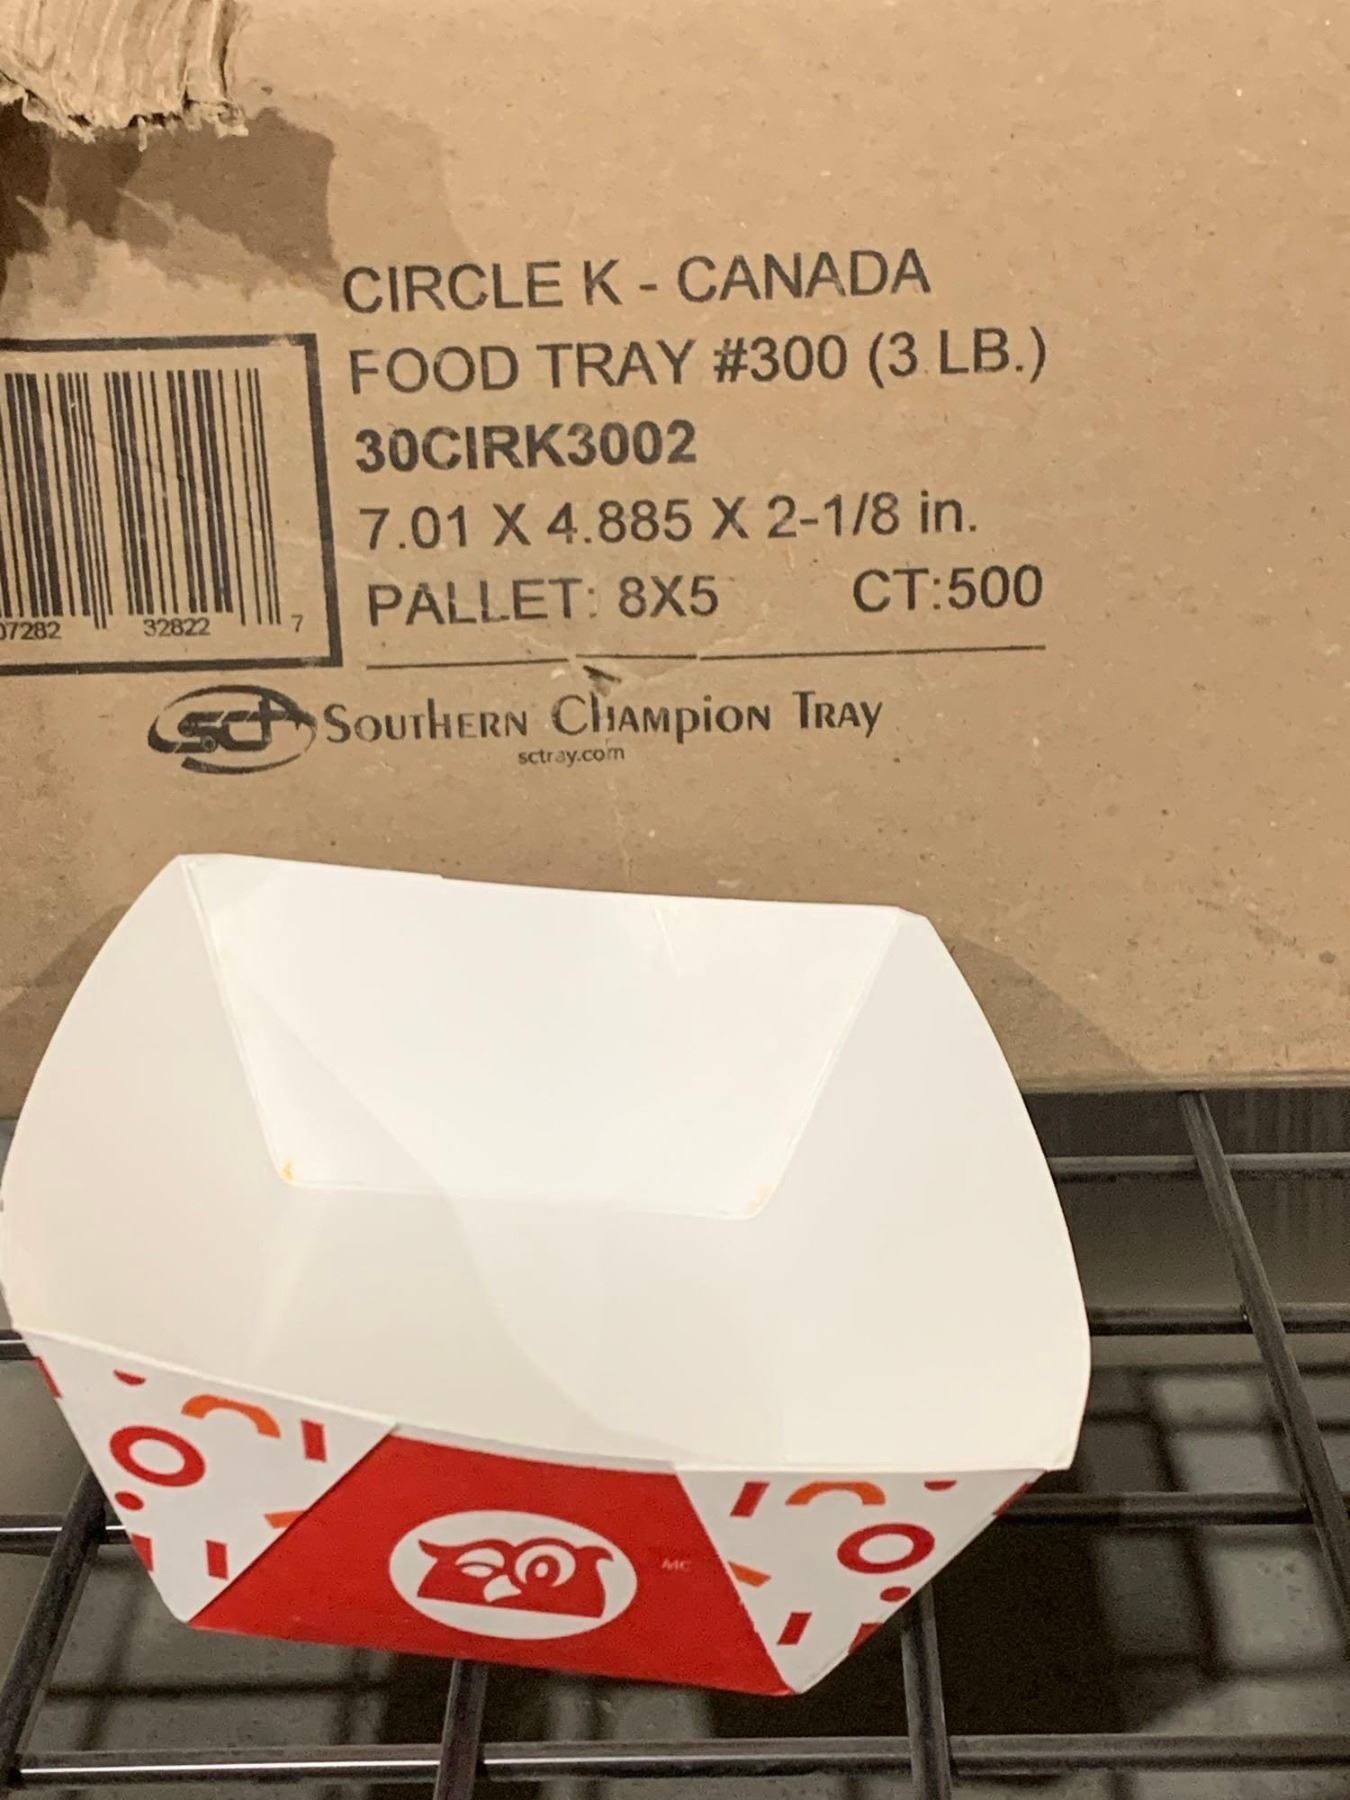 CIRCLE K - CANADA
FOOD TRAY #300 (3 LB.)
30CIRK3002
7.01 X 4.885 X 2-1/8 in.
PALLET: 8X5 CT:500
07282 32822 7
sct SOUTHERN CHAMPION TRAY
sctray.com
MC